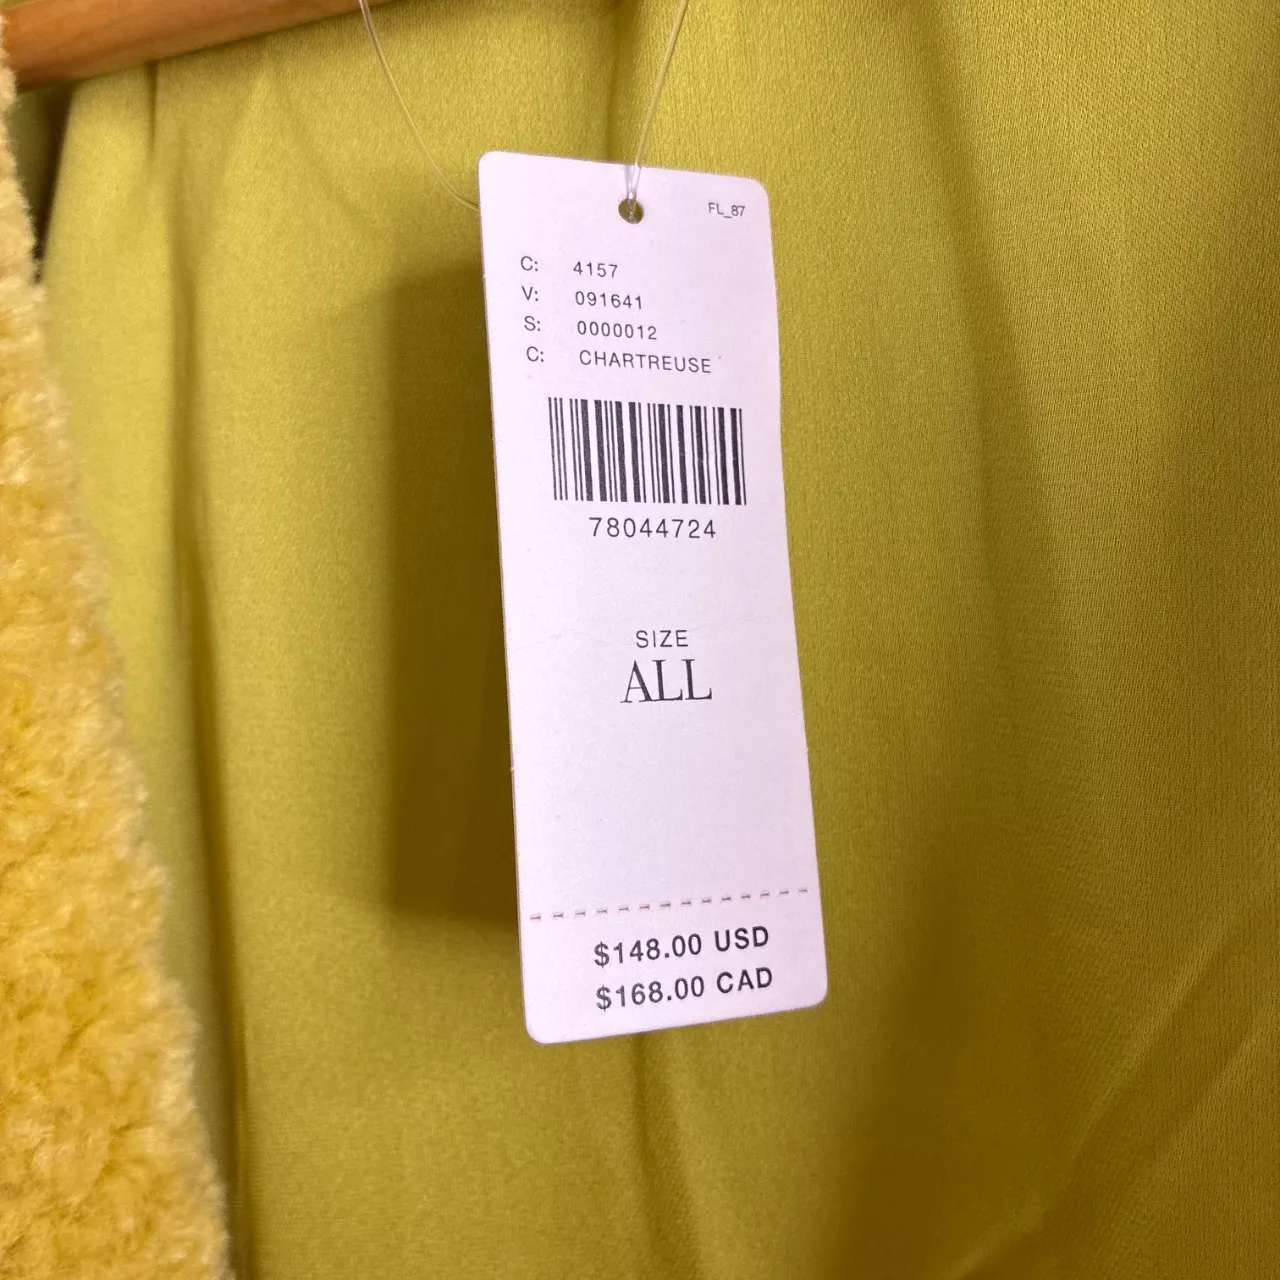 FL_87
C: 4157
V: 091641
S: 0000012
C: CHARTREUSE
78044724
SIZE
ALL
$148.00 USD
$168.00 CAD